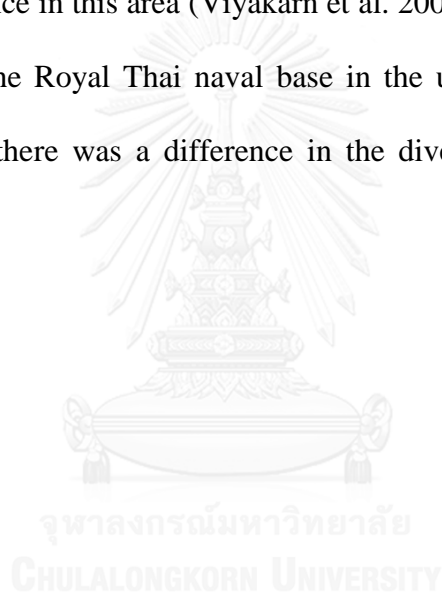 nce in this area (Viyakarn et al. 200
he Royal Thai naval base in the u
there was a difference in the dive
จุฬาลงกรณ์มหาวิทยาลัย
CHULALONGKORN UNIVERSITY